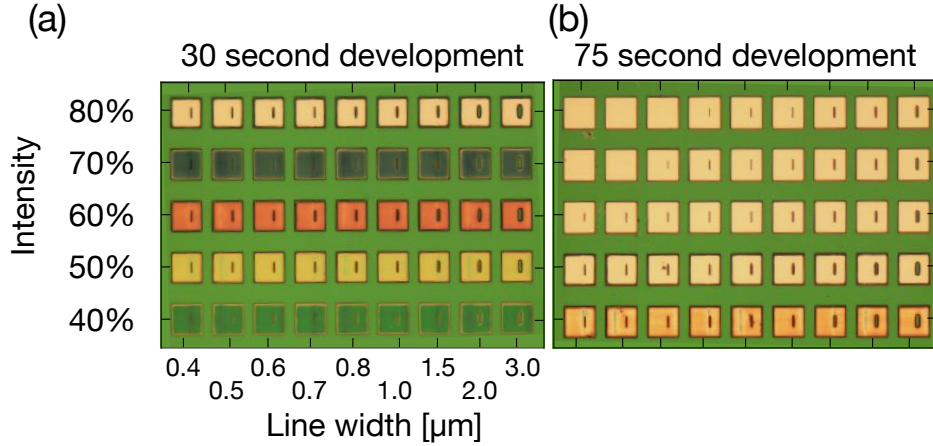 (a)
30 second development
(b)
75 second development
Intensity
80%
70%
60%
50%
40%
0.4 0.5 0.6 0.7 0.8 1.0 1.5 2.0 3.0
Line width [µm]